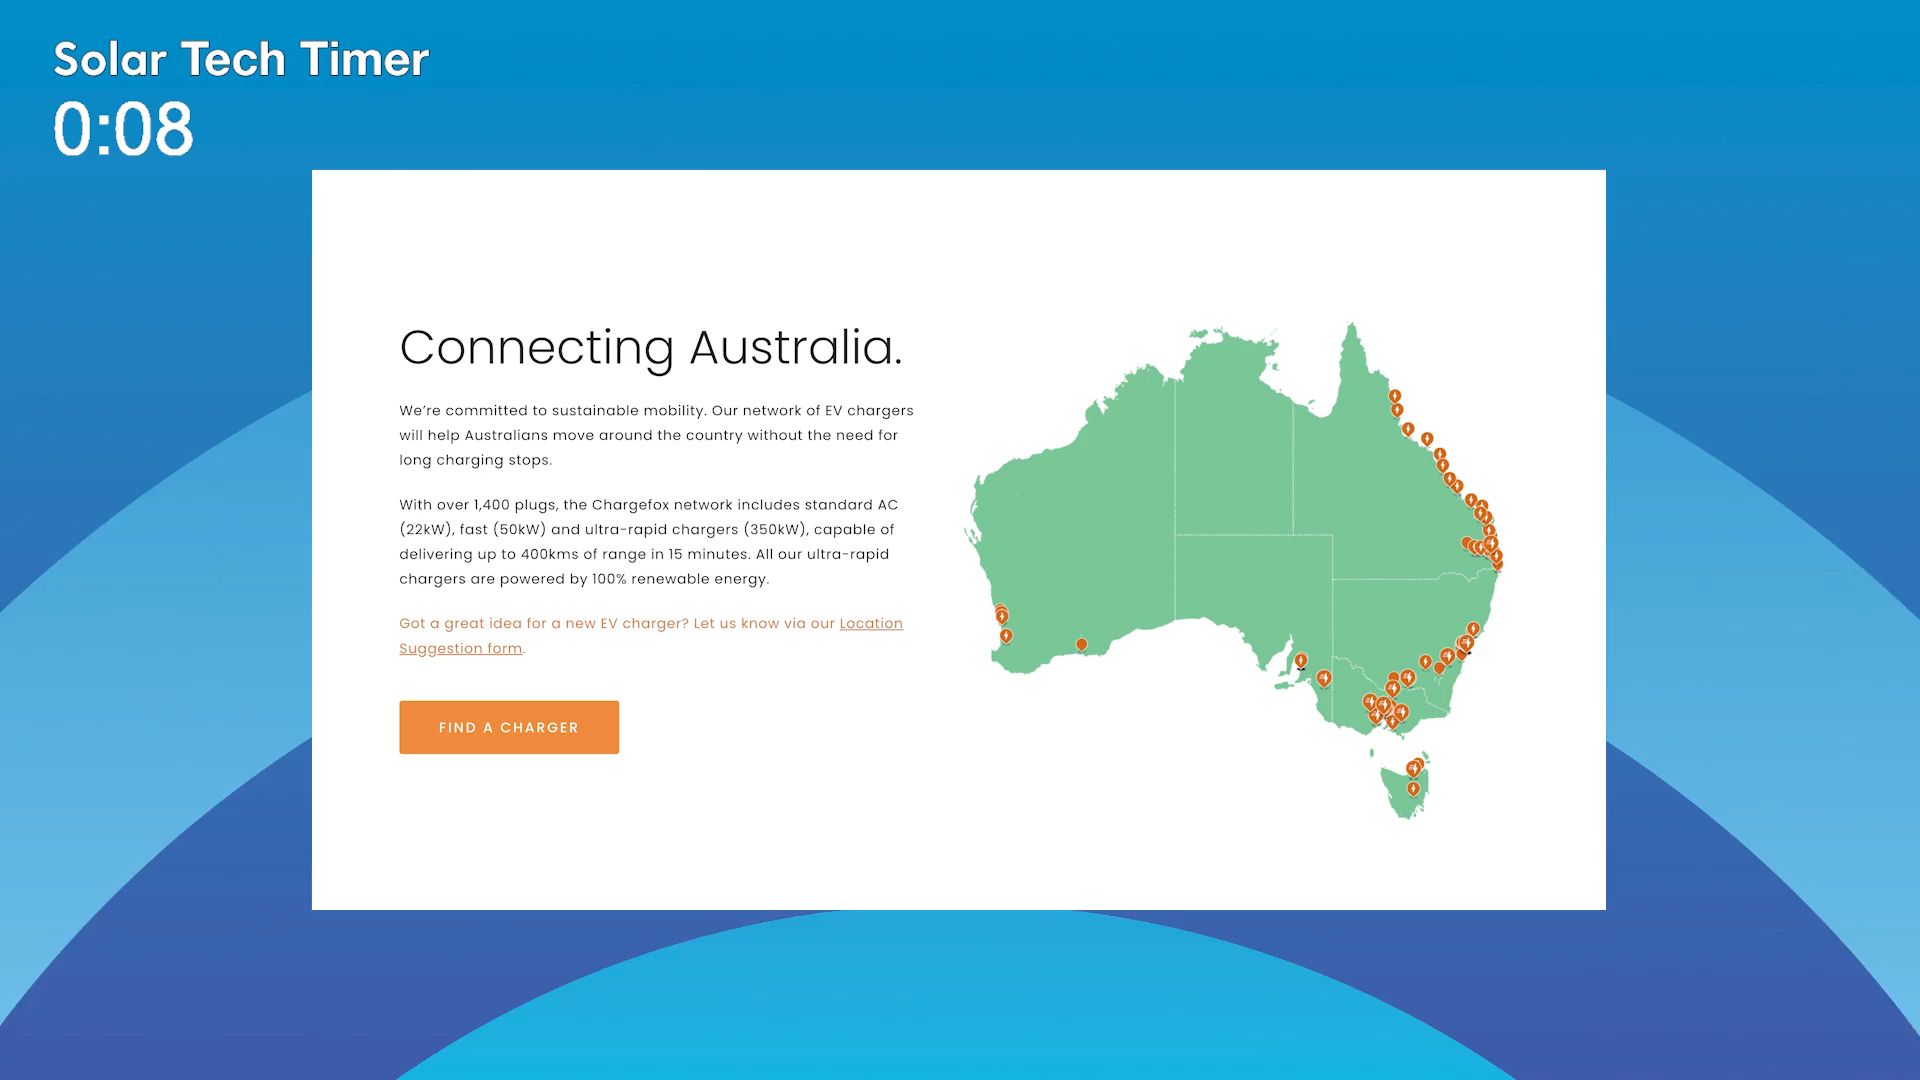 Solar Tech Timer
0:08
Connecting Australia.
We’re committed to sustainable mobility. Our network of EV chargers
will help Australians move around the country without the need for
long charging stops.
With over 1,400 plugs, the Chargefox network includes standard AC
(22kW), fast (50kW) and ultra-rapid chargers (350kW), capable of
delivering up to 400kms of range in 15 minutes. All our ultra-rapid
chargers are powered by 100% renewable energy.
Got a great idea for a new EV charger? Let us know via our Location
Suggestion form.
FIND A CHARGER